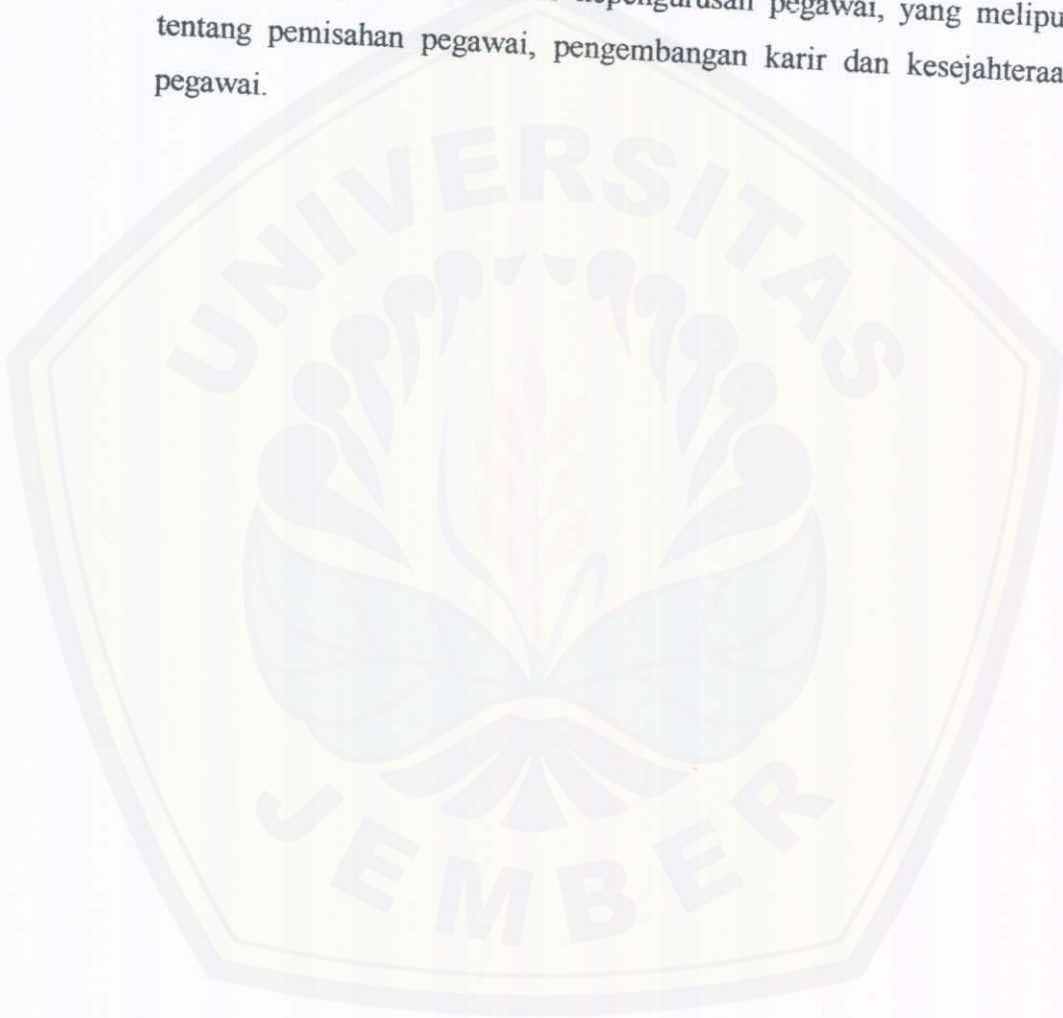 kepengurusan pegawai, yang melipu
tentang pemisahan pegawai, pengembangan karir dan kesejahteraa
pegawai.
UNIVERSITAS
JEMBER